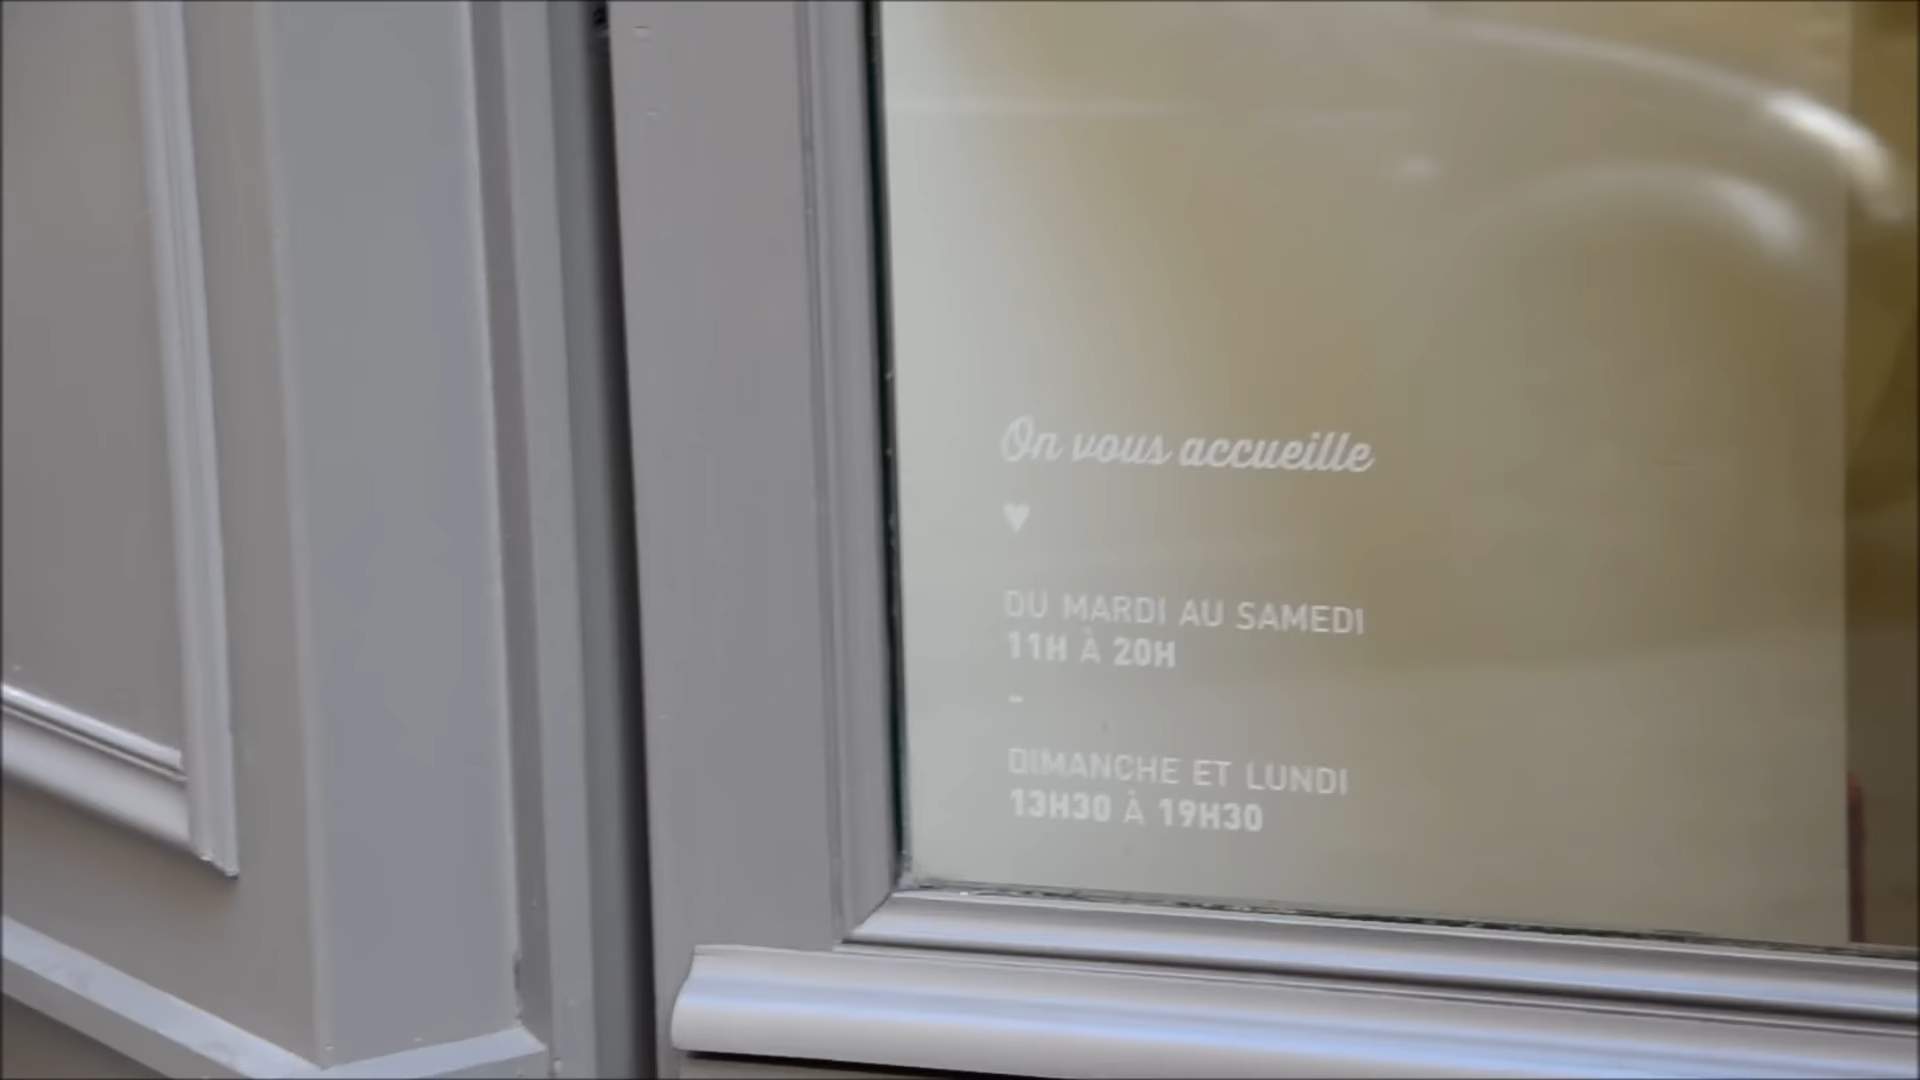 On vous accueille
♥
DU MARDI AU SAMEDI
11H À 20H
-
DIMANCHE ET LUNDI
13H30 À 19H30